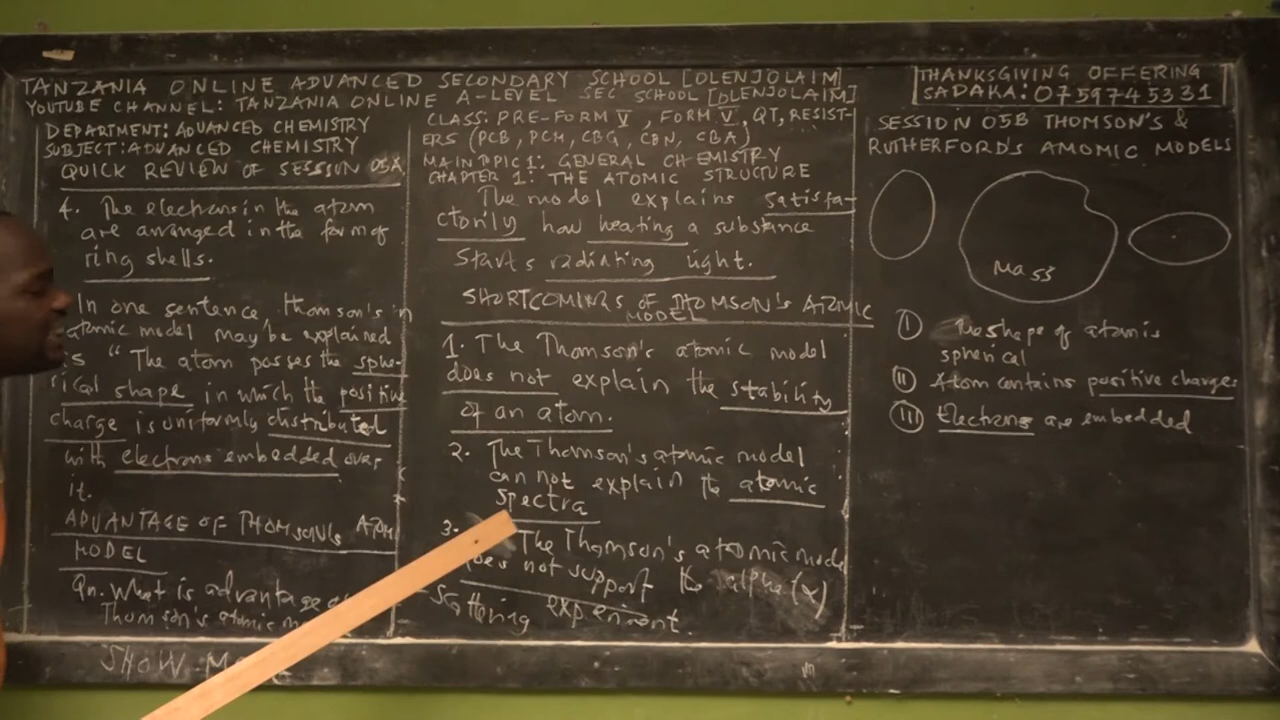 TANZANIA ONLINE ADVANCED SECONDARY SCHOOL [OLENJOLAIM]
YOUTUBE CHANNEL: TANZANIA ONLINE A-LEVEL SEC SCHOOL [OLENJOLAIM]
THANKSGIVING OFFERING
SADAKA: 0759745331
DEPARTMENT: ADVANCED CHEMISTRY
SUBJECT: ADVANCED CHEMISTRY
QUICK REVIEW OF SESSION 05A
4. The electrons in the atom
are arranged in the form of
ring shells.
In one sentence Thomson's
atomic model may be explained
"The atom posses the sphe-
rical shape in which the positive
charge is uniformly distributed
with electrons embedded over
it.
ADVANTAGE OF THOMSON'S ATOM
MODEL
Qn. What is advantage
Thomson's atomic
SHOW
CLASS: PRE-FORM V, FORM V, QT, RESIST-
ERS (PCB, PCM, CBG, CBN, CBA)
MAIN TOPIC 1: GENERAL CHEMISTRY
CHAPTER 1: THE ATOMIC STRUCTURE
The model explains satisfa-
ctorily how heating a substance
starts radiating light.
SHORTCOMINGS OF THOMSON'S ATOMIC
MODEL
1. The Thomson's atomic model
does not explain the stability
of an atom.
2. The Thomson's atomic model
can not explain the atomic
spectra
3. The Thomson's atomic mode
does not support the alpha (α)
Scattering experiment.
SESSION 05B THOMSON'S &
RUTHERFORD'S AMOMIC MODELS
Mass
(I) The shape of atom is
spherical
(II) Atom contains positive charges
(III) Electrons are embedded